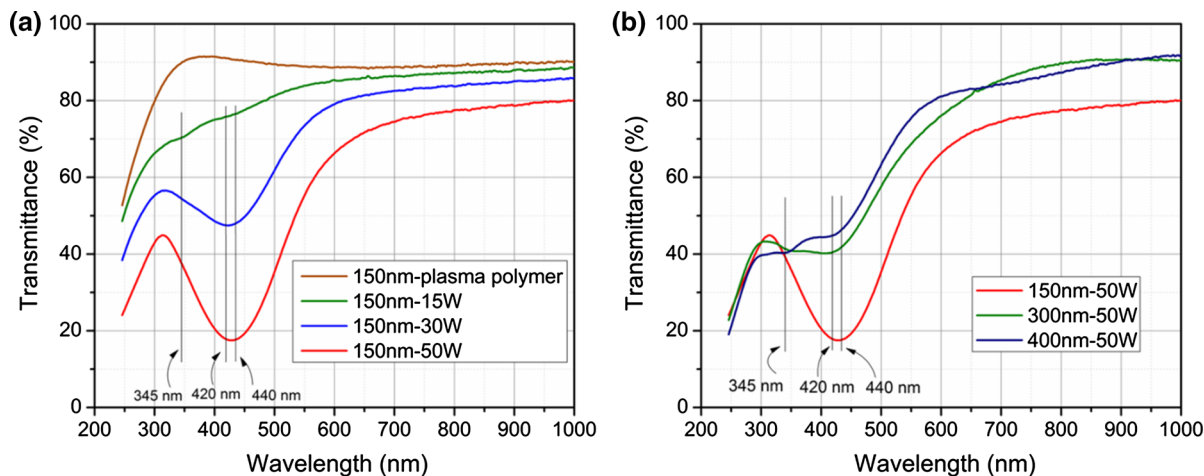 (a)
100
80
60
40
20
0
Transmittance (%)
150nm-plasma polymer
150nm-15W
150nm-30W
150nm-50W
345 nm
420 nm
440 nm
200 300 400 500 600 700 800 900 1000
Wavelength (nm)
(b)
100
80
60
40
20
0
Transmittance (%)
150nm-50W
300nm-50W
400nm-50W
345 nm
420 nm
440 nm
200 300 400 500 600 700 800 900 1000
Wavelength (nm)